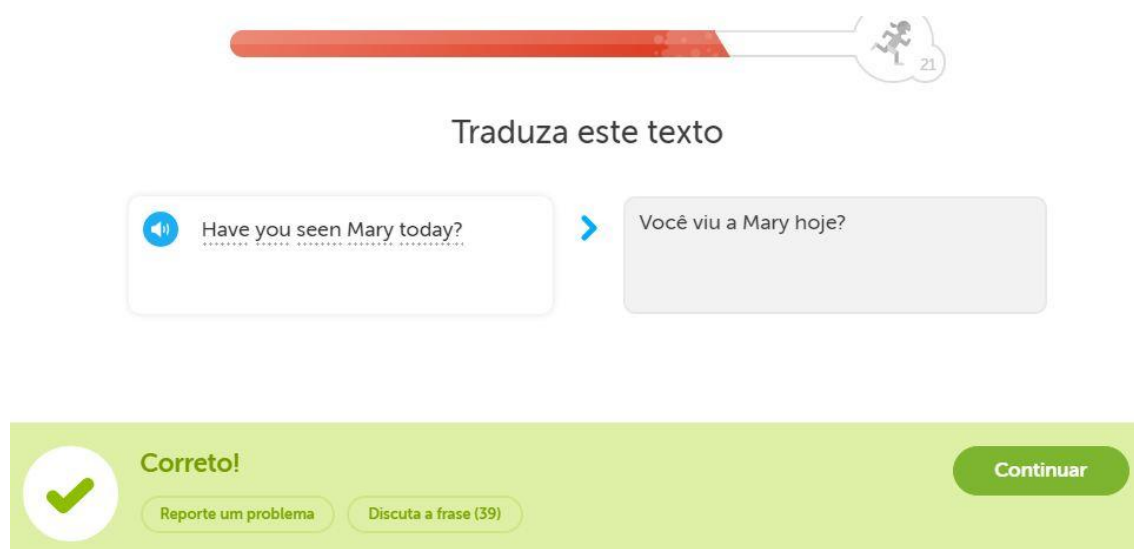 21
Traduza este texto
Have you seen Mary today?
Você viu a Mary hoje?
Correto!
Continuar
Reporte um problema
Discuta a frase (39)